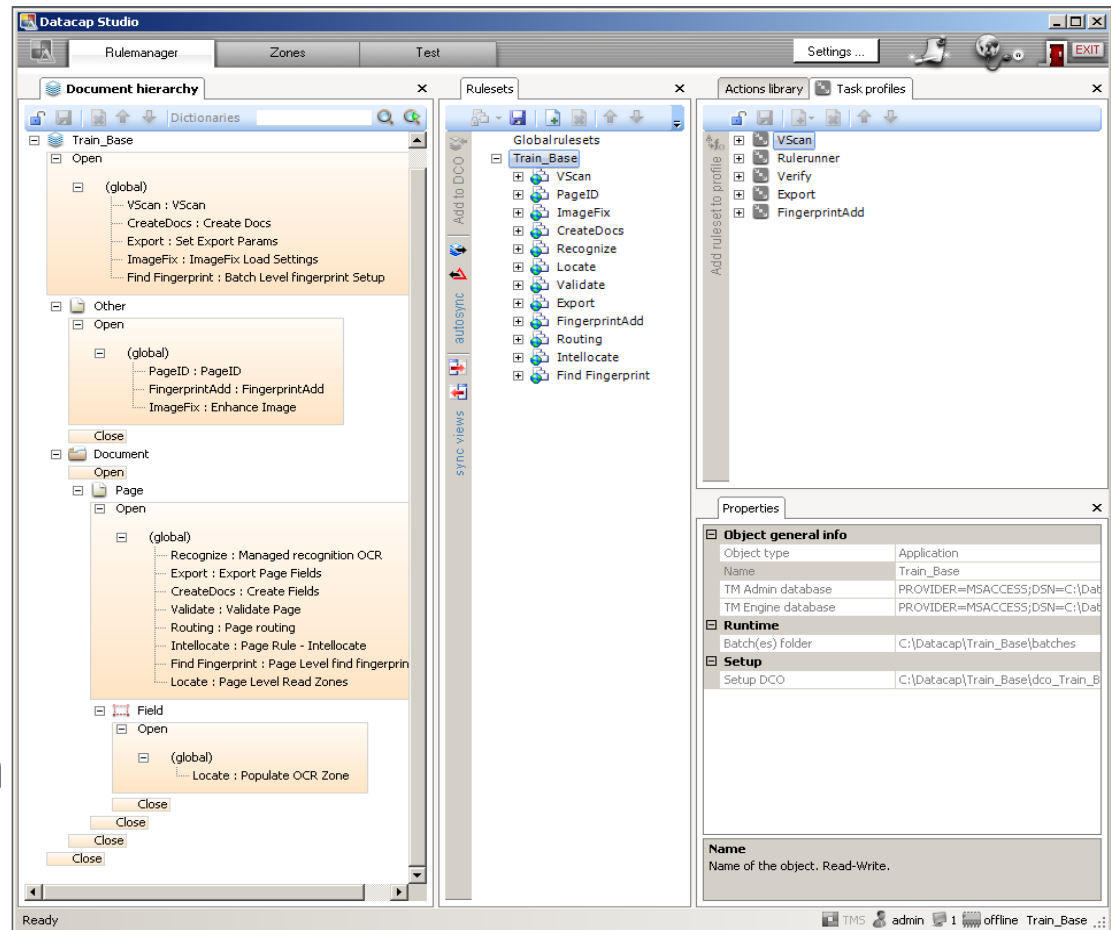 Datacap Studio
Rulemanager Zones Test Settings ... EXIT
Document hierarchy
Dictionaries
Train_Base
Open
(global)
VScan : VScan
CreateDocs : Create Docs
Export : Set Export Params
ImageFix : ImageFix Load Settings
Find Fingerprint : Batch Level fingerprint Setup
Other
Open
(global)
PageID : PageID
FingerprintAdd : FingerprintAdd
ImageFix : Enhance Image
Close
Document
Open
Page
Open
(global)
Recognize : Managed recognition OCR
Export : Export Page Fields
CreateDocs : Create Fields
Validate : Validate Page
Routing : Page routing
Intellocate : Page Rule - Intellocate
Find Fingerprint : Page Level find fingerprin
Locate : Page Level Read Zones
Field
Open
(global)
Locate : Populate OCR Zone
Close
Close
Close
Close
Rulesets
Add to DCO
autosync
sync views
Global rulesets
Train_Base
VScan
PageID
ImageFix
CreateDocs
Recognize
Locate
Validate
Export
FingerprintAdd
Routing
Intellocate
Find Fingerprint
Actions library Task profiles
Add ruleset to profile
VScan
Rulerunner
Verify
Export
FingerprintAdd
Properties
Object general info
Object type Application
Name Train_Base
TM Admin database PROVIDER=MSACCESS;DSN=C:\Dat
TM Engine database PROVIDER=MSACCESS;DSN=C:\Dat
Runtime
Batch(es) folder C:\Datacap\Train_Base\batches
Setup
Setup DCO C:\Datacap\Train_Base\dco_Train_B
Name
Name of the object. Read-Write.
Ready TMS admin 1 offline Train_Base